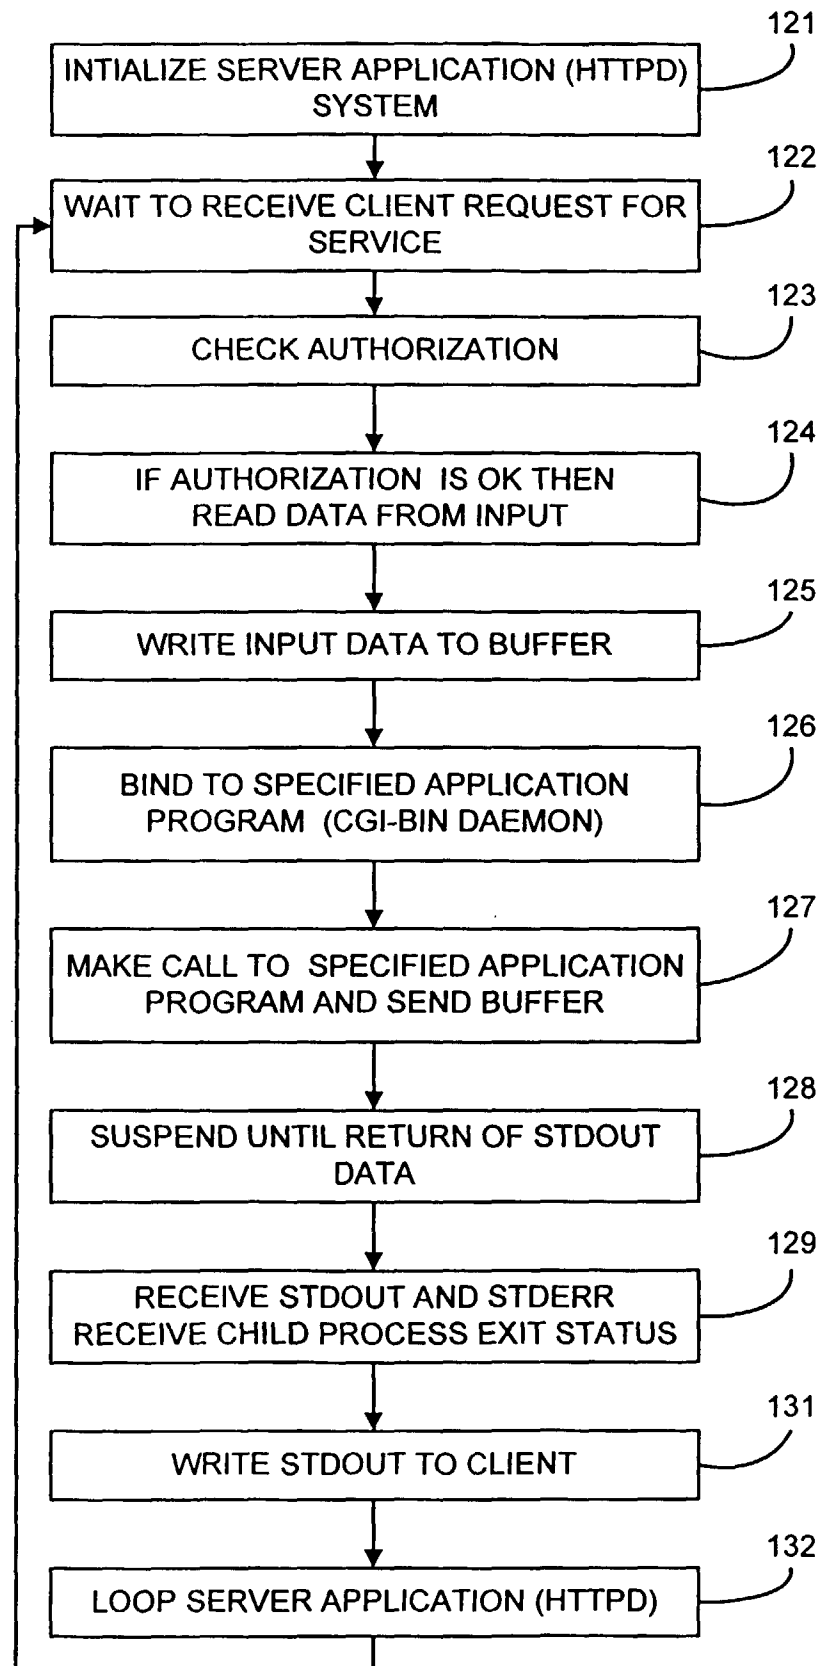 121
INTIALIZE SERVER APPLICATION (HTTPD)
SYSTEM
122
WAIT TO RECEIVE CLIENT REQUEST FOR
SERVICE
123
CHECK AUTHORIZATION
124
IF AUTHORIZATION IS OK THEN
READ DATA FROM INPUT
125
WRITE INPUT DATA TO BUFFER
126
BIND TO SPECIFIED APPLICATION
PROGRAM (CGI-BIN DAEMON)
127
MAKE CALL TO SPECIFIED APPLICATION
PROGRAM AND SEND BUFFER
128
SUSPEND UNTIL RETURN OF STDOUT
DATA
129
RECEIVE STDOUT AND STDERR
RECEIVE CHILD PROCESS EXIT STATUS
131
WRITE STDOUT TO CLIENT
132
LOOP SERVER APPLICATION (HTTPD)